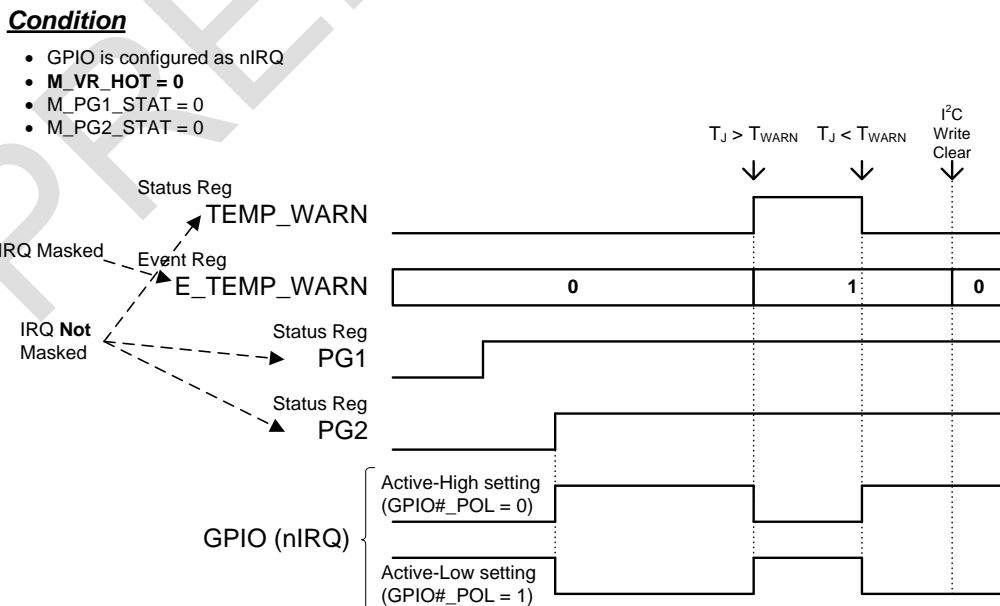 Condition
• GPIO is configured as nIRQ
• M_VR_HOT = 0
• M_PG1_STAT = 0
• M_PG2_STAT = 0
TJ > TWARN
TJ < TWARN
I2C
Write
Clear
Status Reg
TEMP_WARN
IRQ Masked
Event Reg
E_TEMP_WARN
0
1
0
IRQ Not
Masked
Status Reg
PG1
Status Reg
PG2
GPIO (nIRQ)
Active-High setting
(GPIO#_POL = 0)
Active-Low setting
(GPIO#_POL = 1)